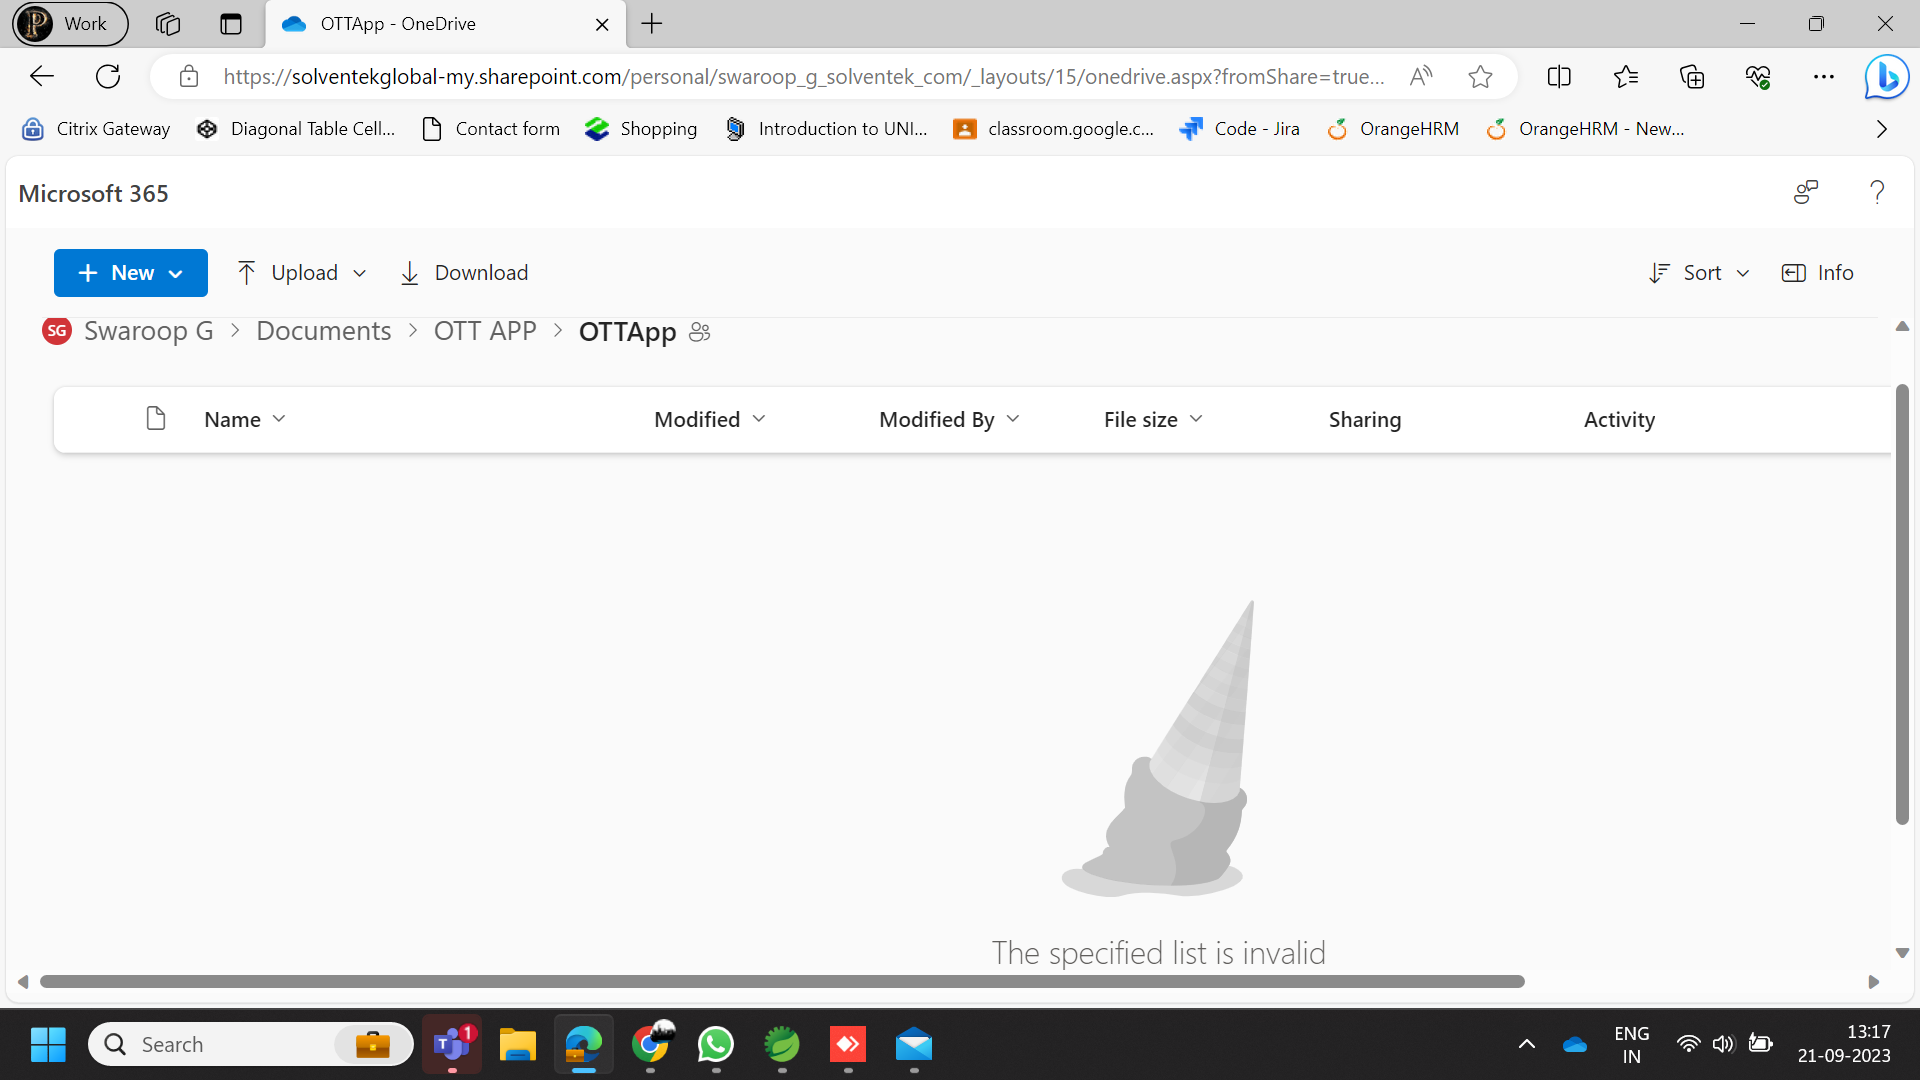 Work
OTTApp - OneDrive
https://solventekglobal-my.sharepoint.com/personal/swaroop_g_solventek_com/_layouts/15/onedrive.aspx?fromShare=true...
Citrix Gateway
Diagonal Table Cell...
Contact form
Shopping
Introduction to UNI...
classroom.google.c...
Code - Jira
OrangeHRM
OrangeHRM - New...
Microsoft 365
New
Upload
Download
Sort
Info
SG Swaroop G > Documents > OTT APP > OTTApp
Name
Modified
Modified By
File size
Sharing
Activity
The specified list is invalid
Search
1
ENG
IN
13:17
21-09-2023